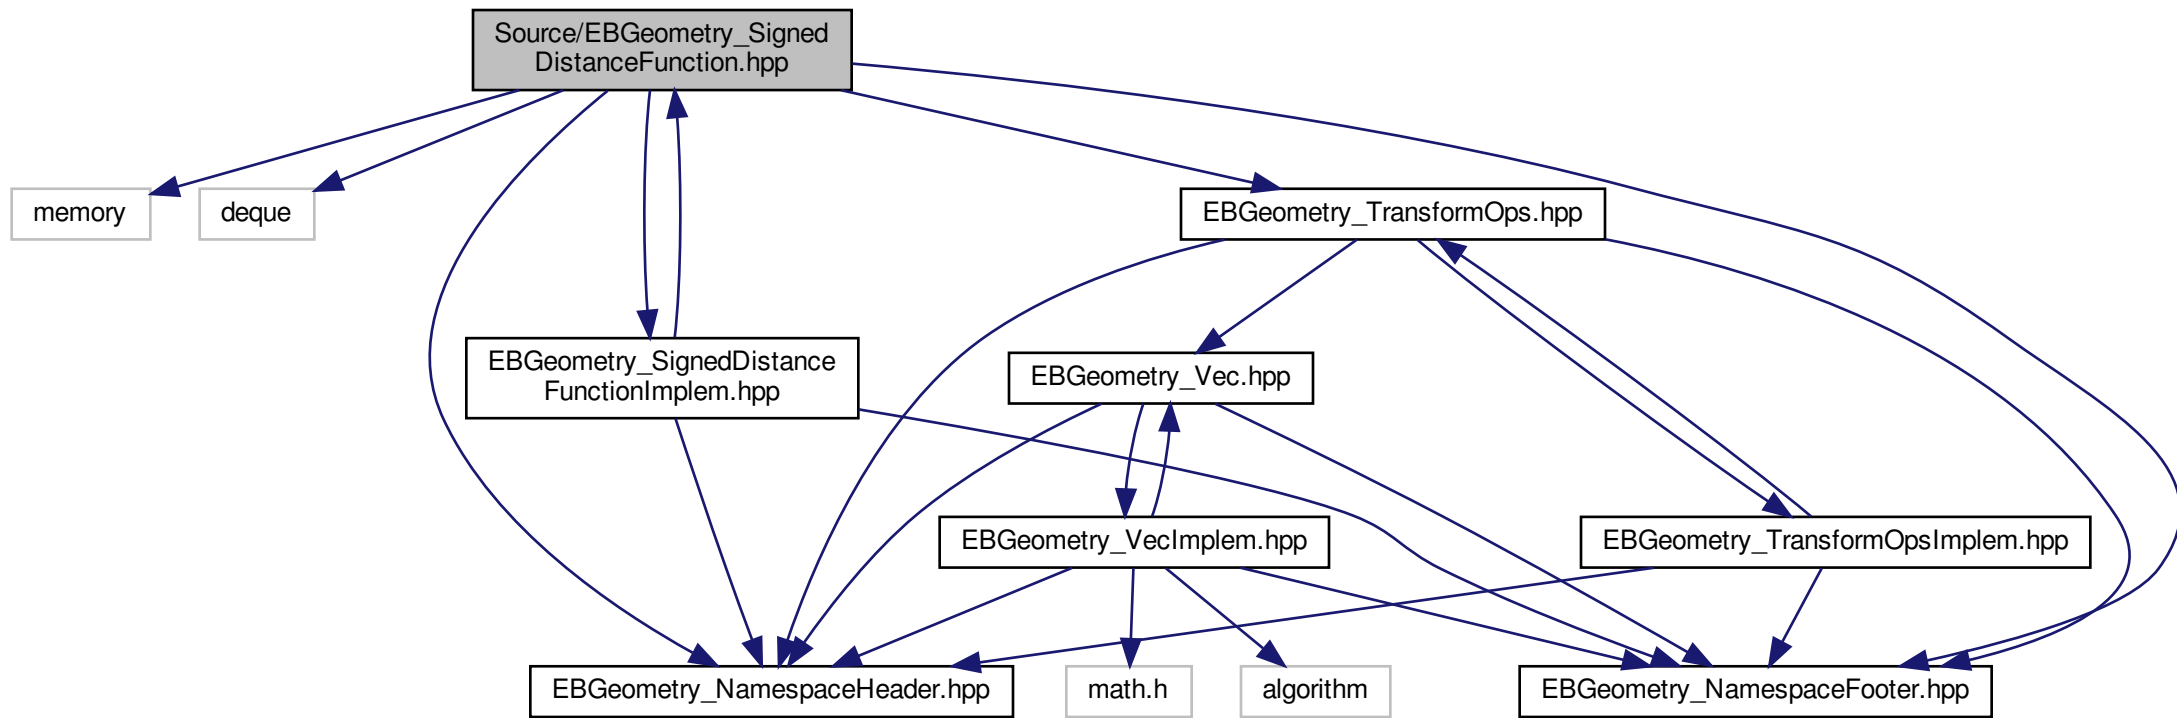 Source/EBGeometry_Signed
DistanceFunction.hpp
memory
deque
EBGeometry_TransformOps.hpp
EBGeometry_SignedDistance
FunctionImplem.hpp
EBGeometry_Vec.hpp
EBGeometry_VecImplem.hpp
EBGeometry_TransformOpsImplem.hpp
EBGeometry_NamespaceHeader.hpp
math.h
algorithm
EBGeometry_NamespaceFooter.hpp